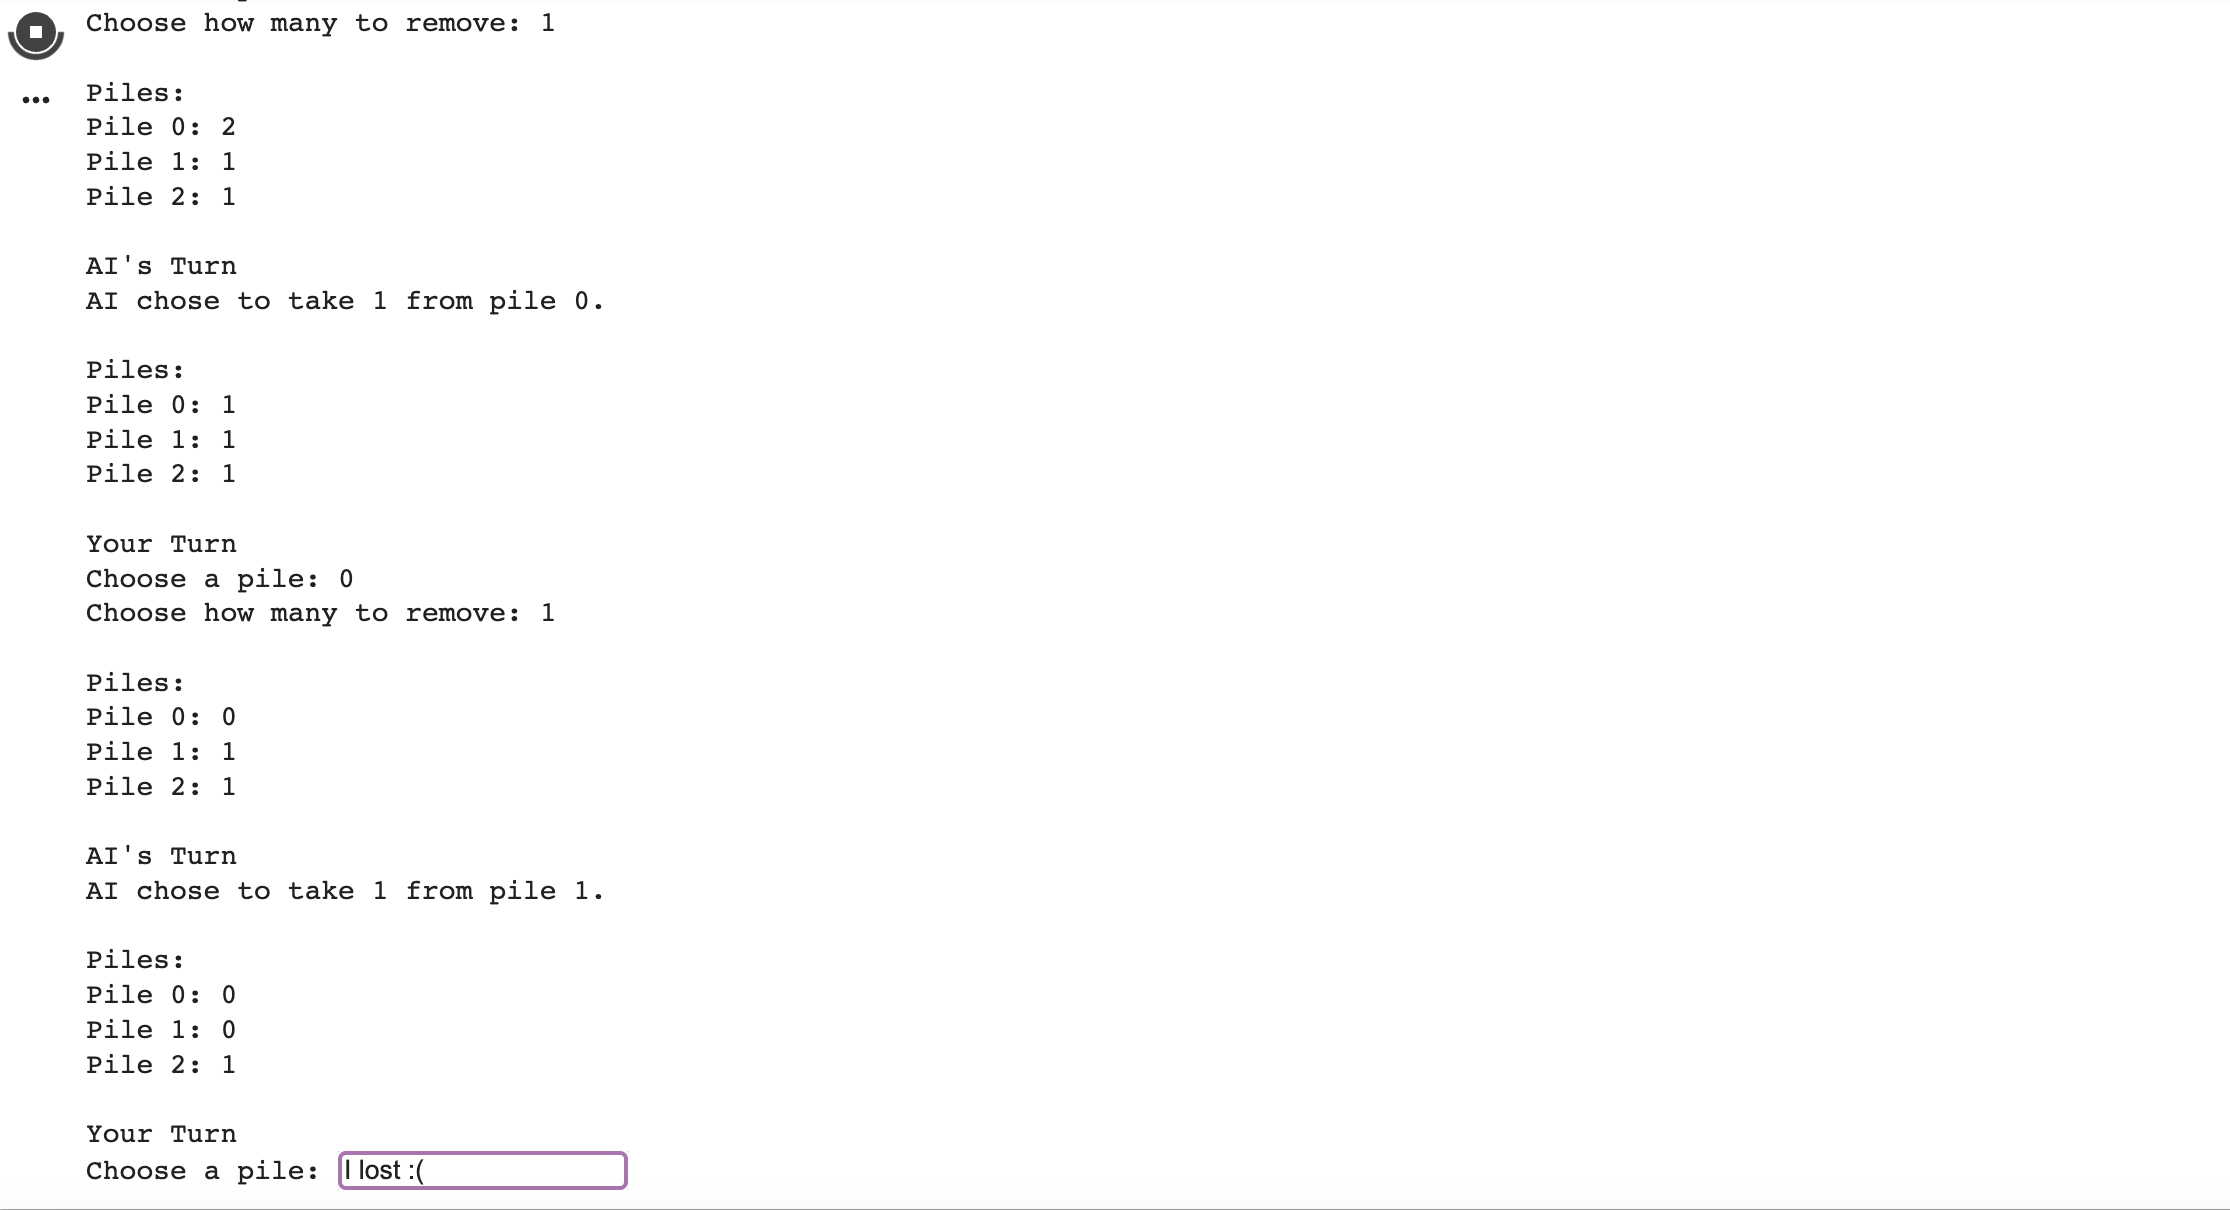 Choose how many to remove: 1
Piles:
Pile 0: 2
Pile 1: 1
Pile 2: 1
AI's Turn
AI chose to take 1 from pile 0.
Piles:
Pile 0: 1
Pile 1: 1
Pile 2: 1
Your Turn
Choose a pile: 0
Choose how many to remove: 1
Piles:
Pile 0: 0
Pile 1: 1
Pile 2: 1
AI's Turn
AI chose to take 1 from pile 1.
Piles:
Pile 0: 0
Pile 1: 0
Pile 2: 1
Your Turn
Choose a pile: I lost :(